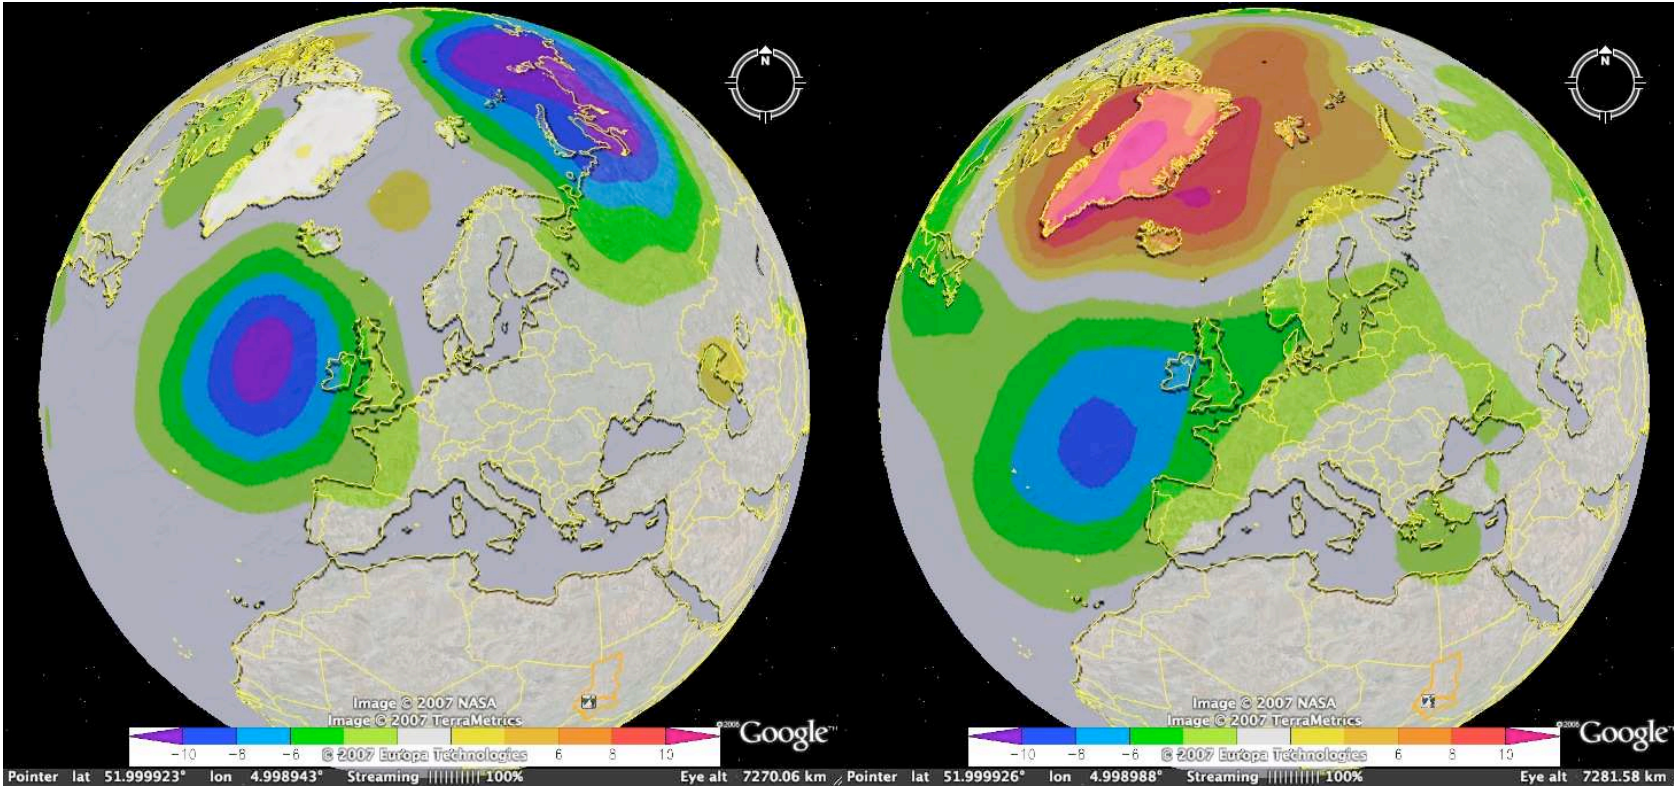 N
Image © 2007 NASA
Image © 2007 TerraMetrics
© 2007 Europa Technologies
-10 -8 -6 6 8 10
Google™
Pointer lat 51.999923° lon 4.998943° Streaming 100% Eye alt 7270.06 km
N
Image © 2007 NASA
Image © 2007 TerraMetrics
© 2007 Europa Technologies
-10 -8 -6 6 8 10
Google™
Pointer lat 51.999926° lon 4.998988° Streaming 100% Eye alt 7281.58 km